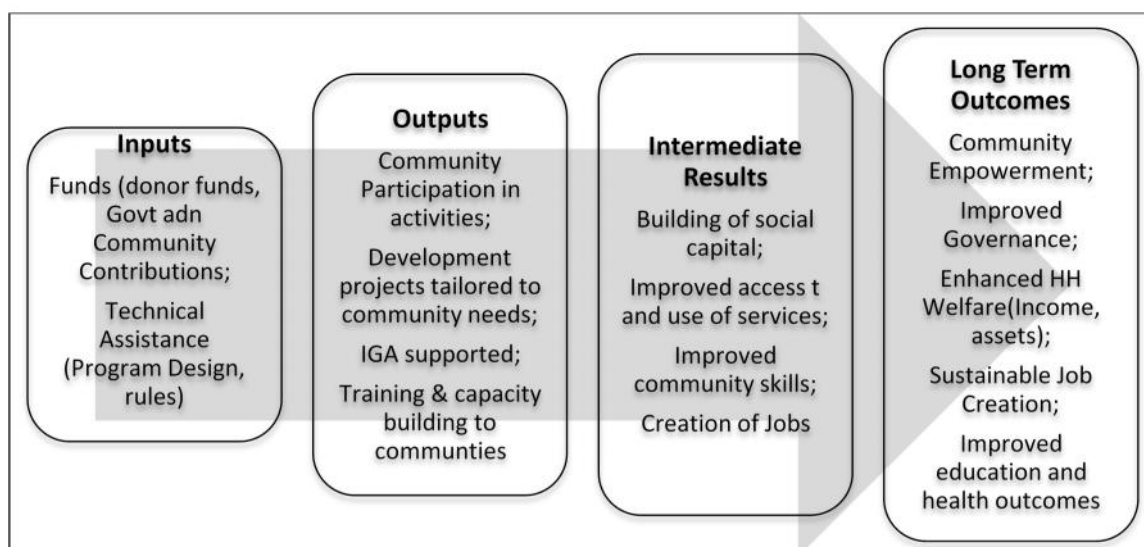 Inputs
Funds (donor funds,
Govt adn
Community
Contributions;
Technical
Assistance
(Program Design,
rules)
Outputs
Community
Participation in
activities;
Development
projects tailored to
community needs;
IGA supported;
Training & capacity
building to
communties
Intermediate
Results
Building of social
capital;
Improved access t
and use of services;
Improved
community skills;
Creation of Jobs
Long Term
Outcomes
Community
Empowerment;
Improved
Governance;
Enhanced HH
Welfare(Income,
assets);
Sustainable Job
Creation;
Improved
education and
health outcomes